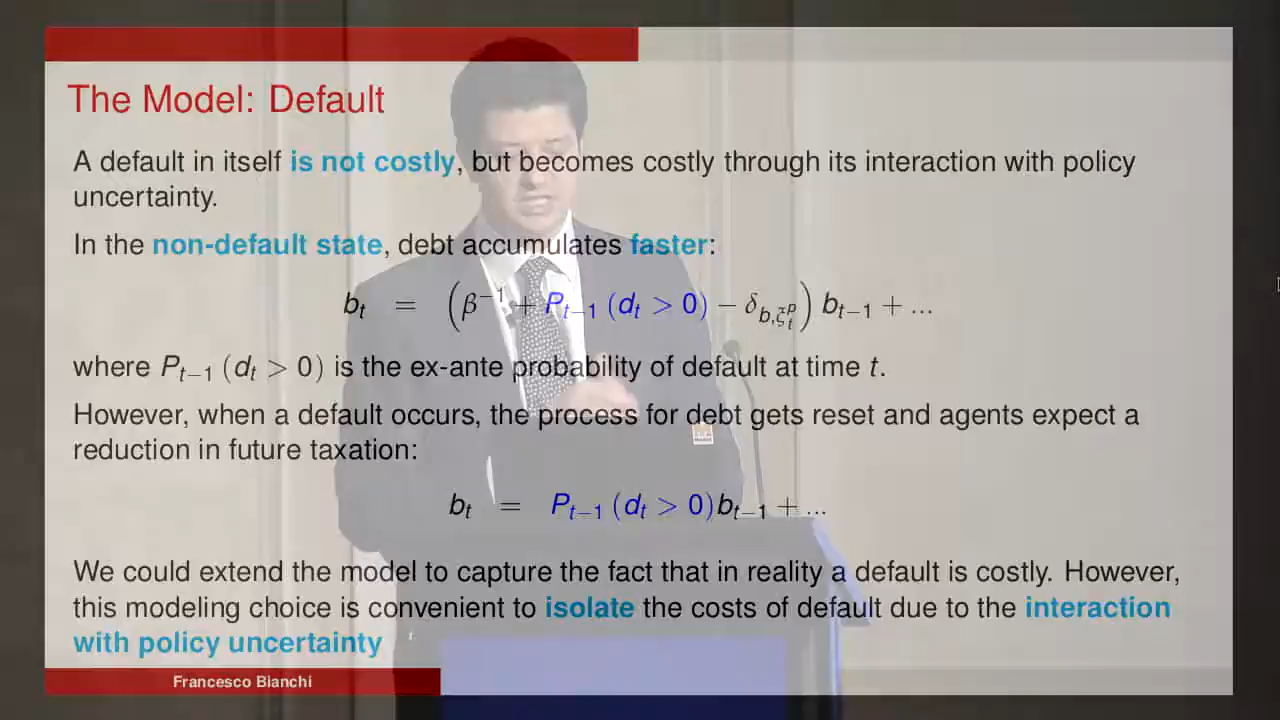 The Model: Default
A default in itself is not costly, but becomes costly through its interaction with policy
uncertainty.
In the non-default state, debt accumulates faster:
b_t = (β^{-1} + P_{t−1} (d_t > 0) − δ_{b,ξ_t^p}) b_{t−1} + ...
where P_{t−1} (d_t > 0) is the ex-ante probability of default at time t.
However, when a default occurs, the process for debt gets reset and agents expect a
reduction in future taxation:
b_t = P_{t−1} (d_t > 0) b_{t−1} + ...
We could extend the model to capture the fact that in reality a default is costly. However,
this modeling choice is convenient to isolate the costs of default due to the interaction
with policy uncertainty
Francesco Bianchi